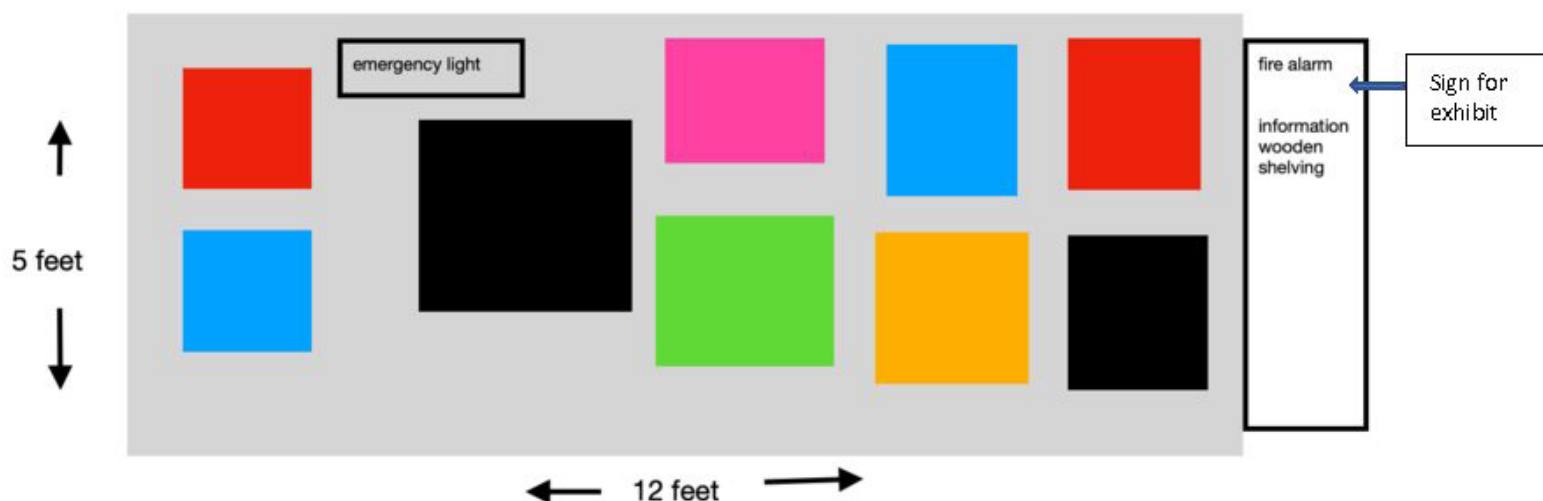 emergency light
fire alarm
Sign for
exhibit
information
wooden
shelving
5 feet
12 feet